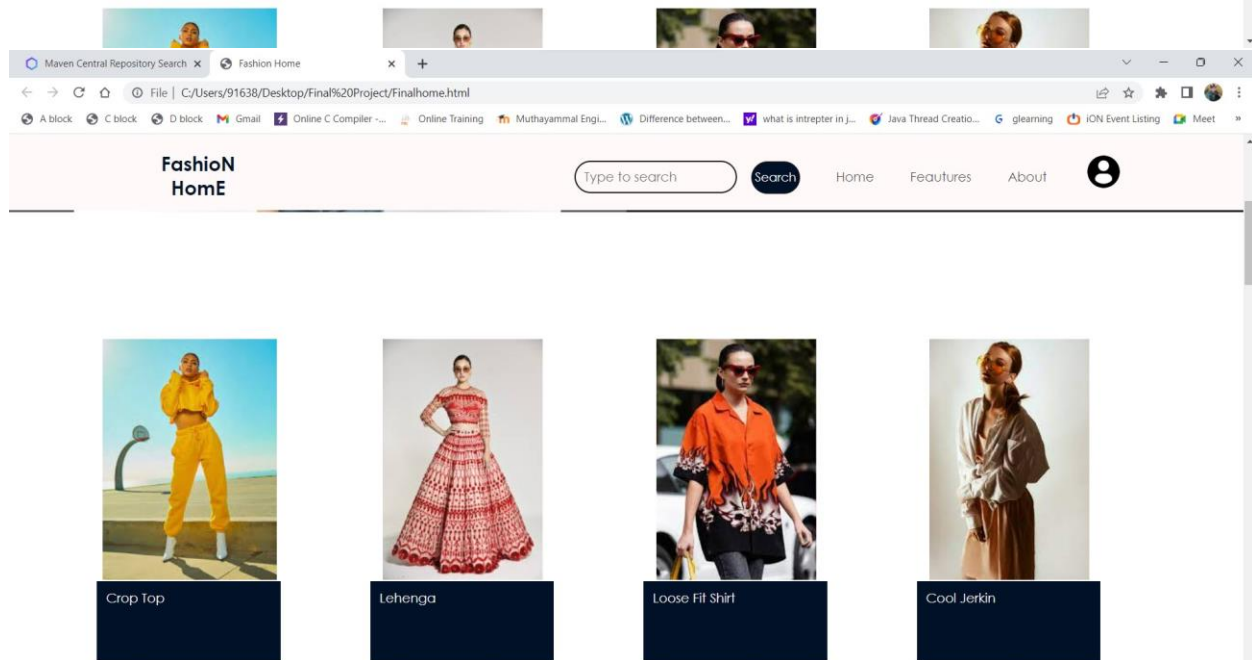 Maven Central Repository Search
Fashion Home
File | C:/Users/91638/Desktop/Final%20Project/Finalhome.html
A block C block D block Gmail Online C Compiler -... Online Training Muthayammal Engi... Difference between... what is intrepter in j... Java Thread Creatio... glearning iON Event Listing Meet »
FashioN
HomE
Type to search Search Home Feautures About
Crop Top Lehenga Loose Fit Shirt Cool Jerkin